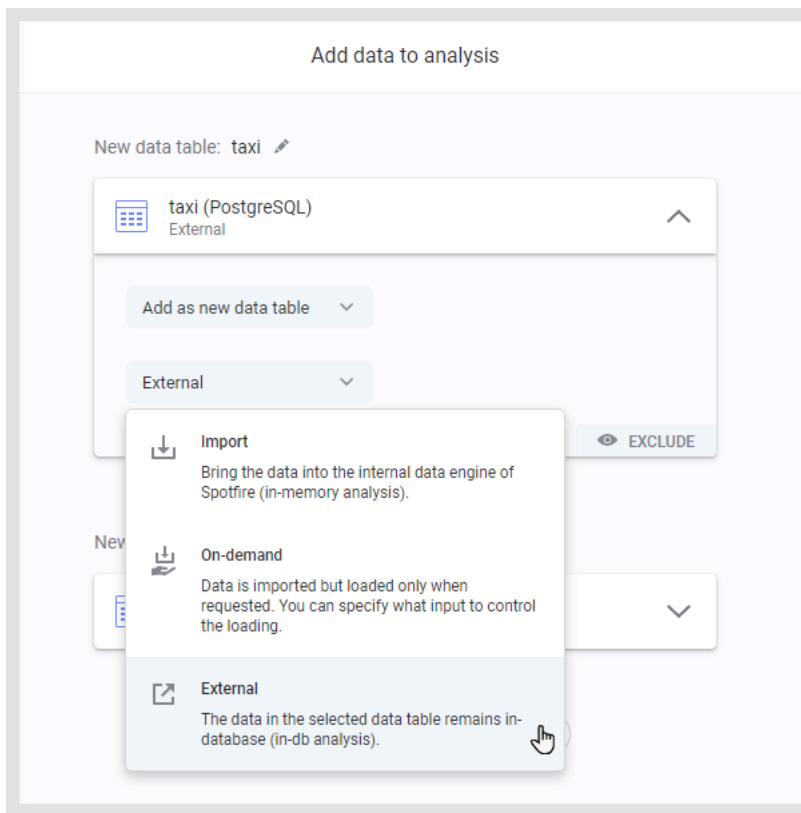 Add data to analysis
New data table: taxi
taxi (PostgreSQL)
External
Add as new data table
External
EXCLUDE
Import
Bring the data into the internal data engine of
Spotfire (in-memory analysis).
New
On-demand
Data is imported but loaded only when
requested. You can specify what input to control
the loading.
External
The data in the selected data table remains in-
database (in-db analysis).